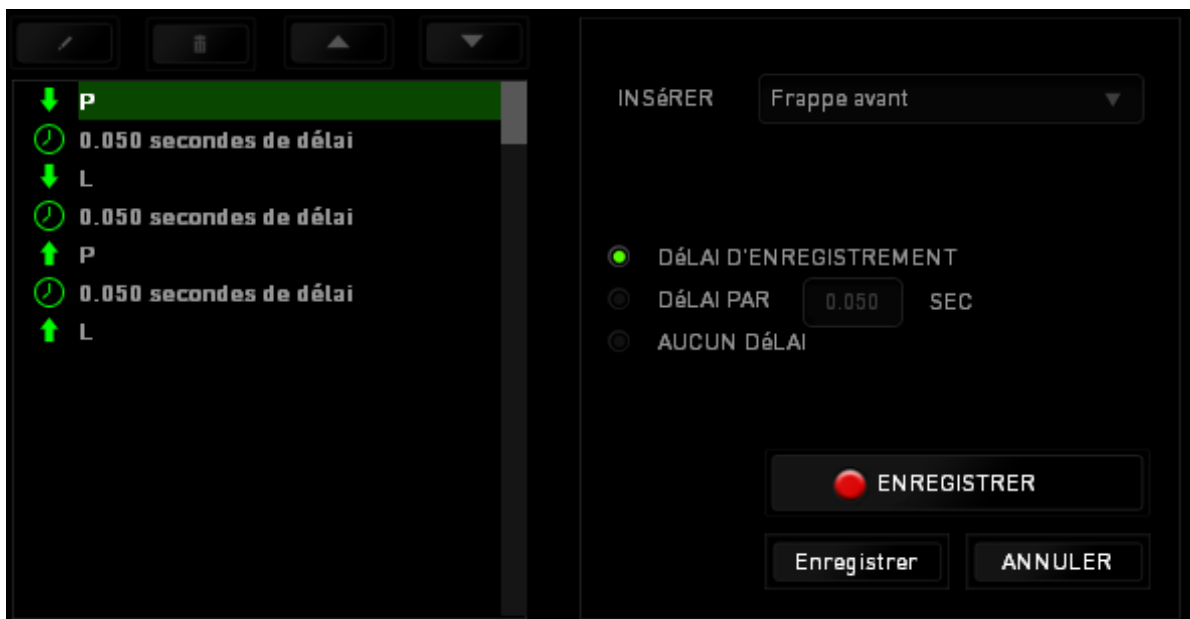 P
0.050 secondes de délai
L
0.050 secondes de délai
P
0.050 secondes de délai
L
INSéRER Frappe avant
DéLAI D'ENREGISTREMENT
DéLAI PAR 0.050 SEC
AUCUN DéLAI
ENREGISTRER
Enregistrer ANNULER